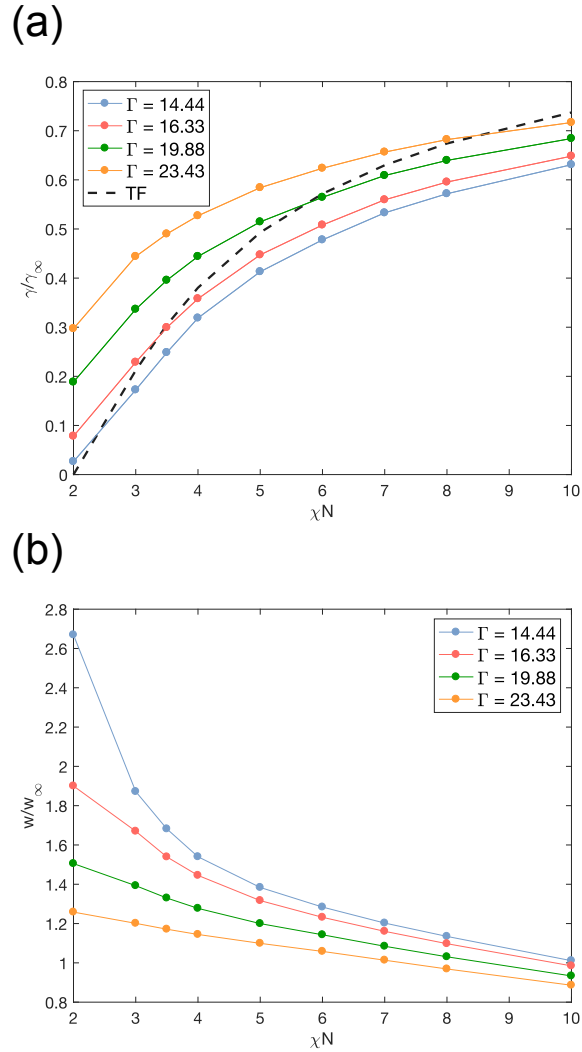 (a)
0.8
0.7
0.6
0.5
0.4
0.3
0.2
0.1
0
γ/γ∞
Γ = 14.44
Γ = 16.33
Γ = 19.88
Γ = 23.43
TF
2 3 4 5 6 7 8 9 10
χN
(b)
2.8
2.6
2.4
2.2
2
1.8
1.6
1.4
1.2
1
0.8
w/w∞
Γ = 14.44
Γ = 16.33
Γ = 19.88
Γ = 23.43
2 3 4 5 6 7 8 9 10
χN